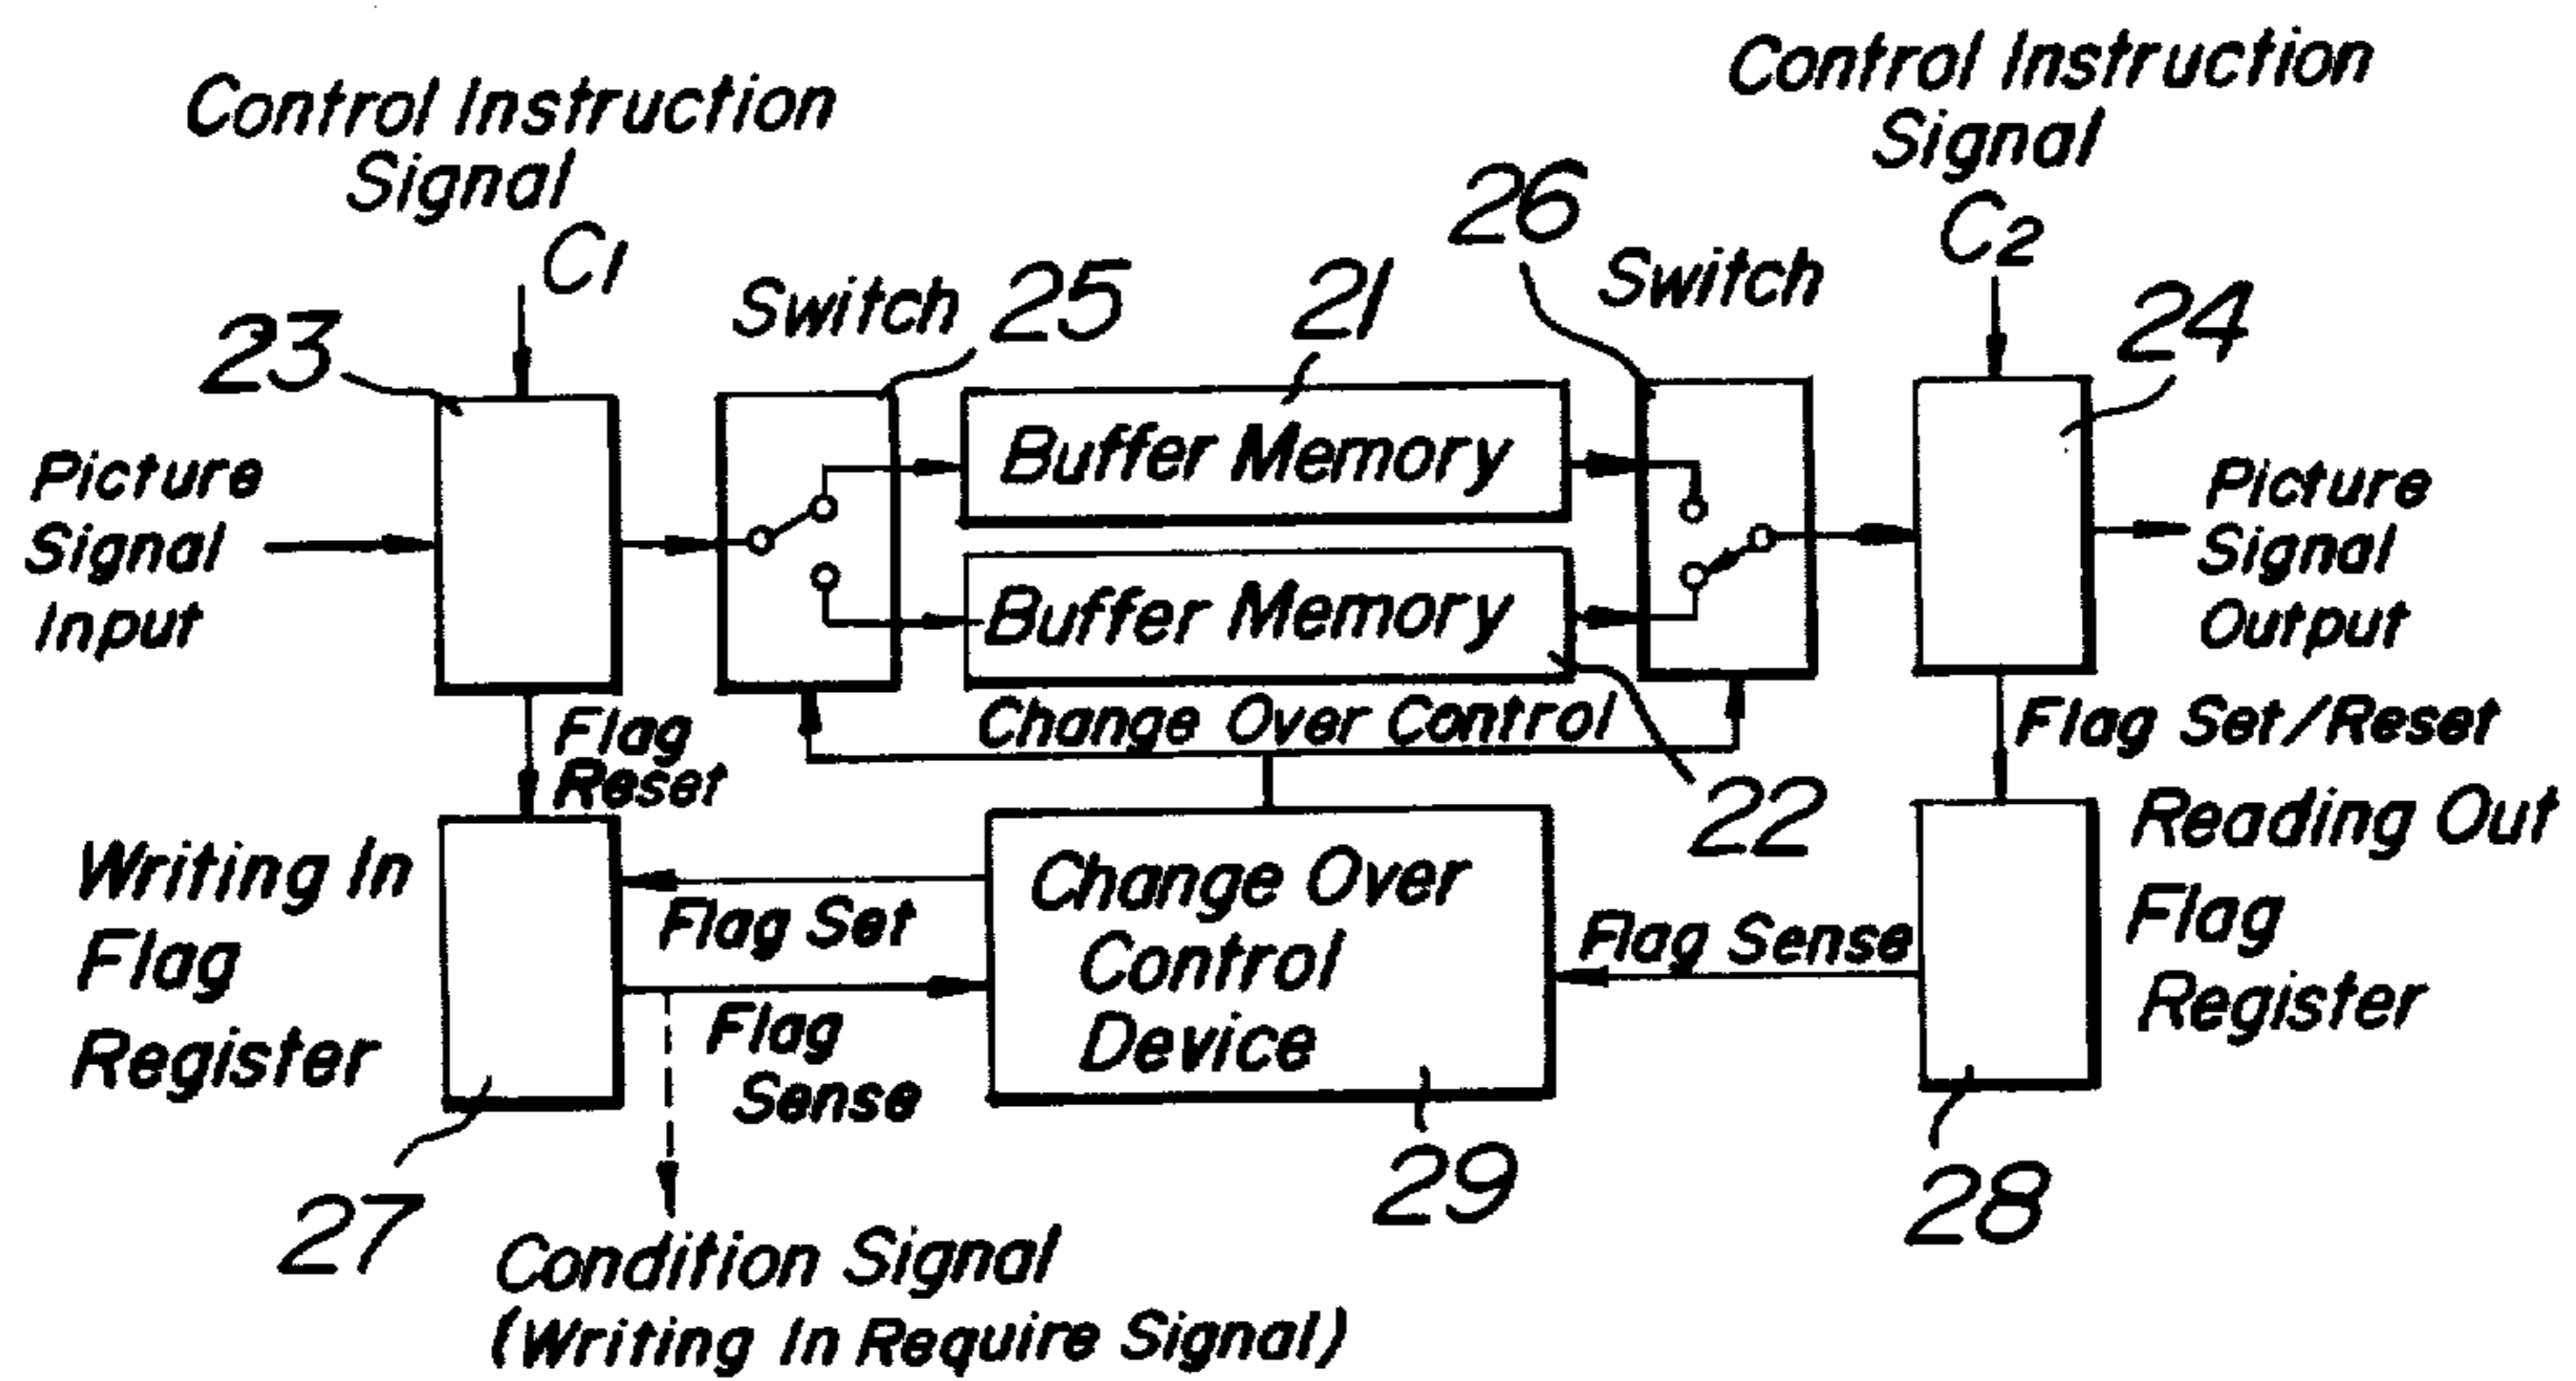 Control Instruction
Signal
C1
Control Instruction
Signal
C2
23
Switch
25
21
26
Switch
24
Picture
Signal
Input
Buffer Memory
Buffer Memory
Picture
Signal
Output
Flag
Reset
Change Over Control
22
Flag Set/Reset
Writing In
Flag
Register
Flag Set
Flag
Sense
Change Over
Control
Device
Flag Sense
Reading Out
Flag
Register
27
29
28
Condition Signal
(Writing In Require Signal)